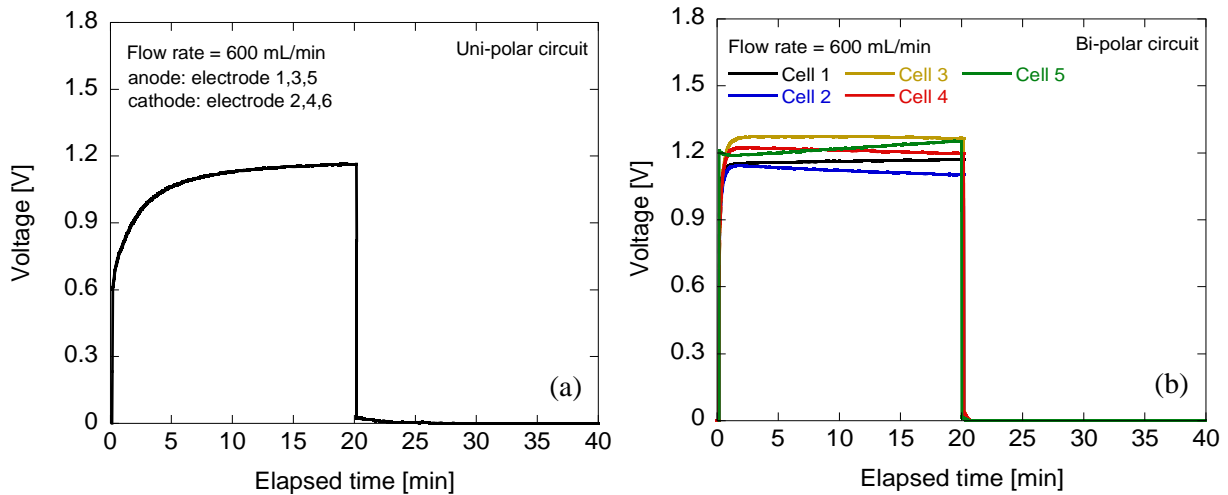 1.8
1.5
1.2
0.9
0.6
0.3
0
Voltage [V]
Flow rate = 600 mL/min
anode: electrode 1,3,5
cathode: electrode 2,4,6
Uni-polar circuit
(a)
0 5 10 15 20 25 30 35 40
Elapsed time [min]
1.8
1.5
1.2
0.9
0.6
0.3
0
Voltage [V]
Flow rate = 600 mL/min
Bi-polar circuit
Cell 1 Cell 3 Cell 5
Cell 2 Cell 4
(b)
0 5 10 15 20 25 30 35 40
Elapsed time [min]